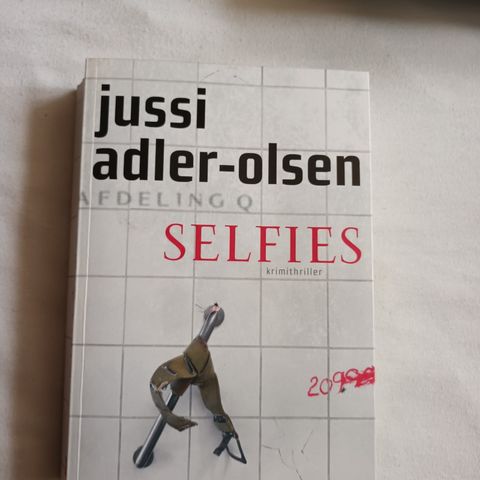 jussi
adler-olsen
AFDELING Q
SELFIES
krimithriller